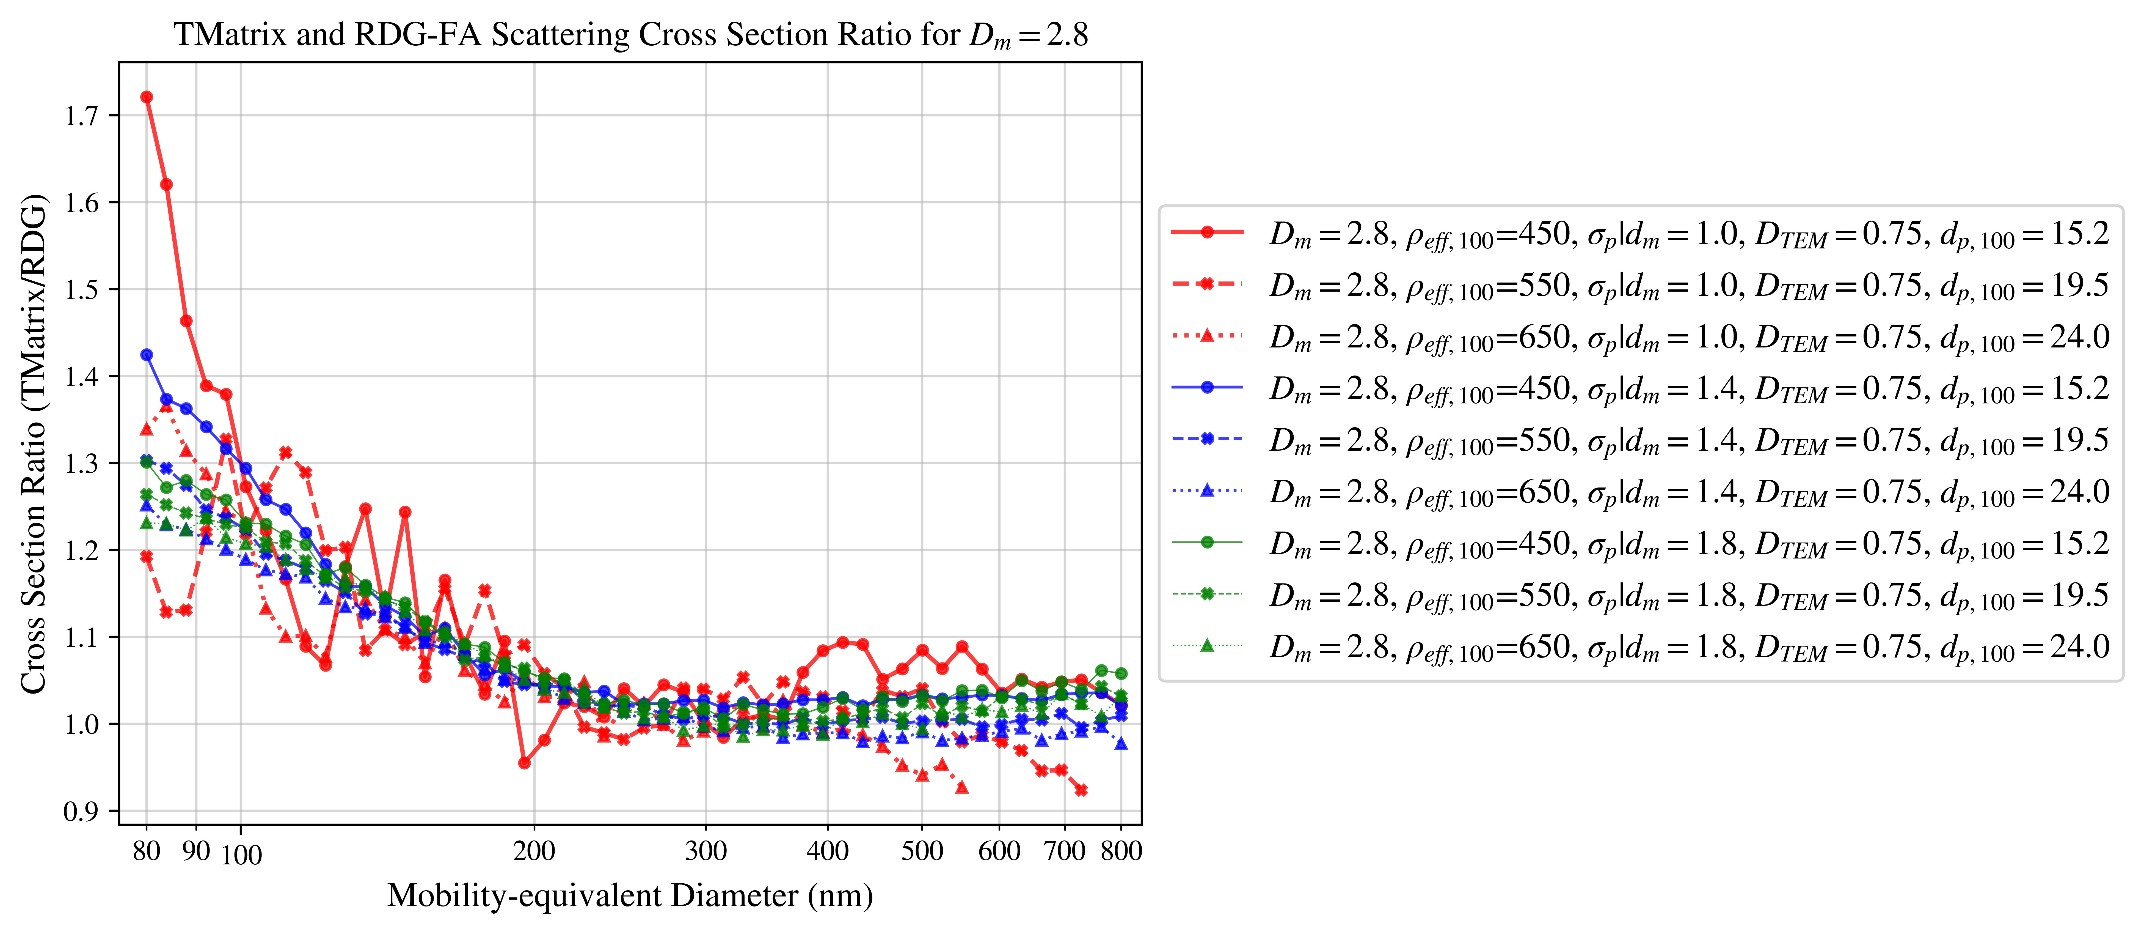 TMatrix and RDG-FA Scattering Cross Section Ratio for D_m = 2.8
Cross Section Ratio (TMatrix/RDG)
1.7
1.6
1.5
1.4
1.3
1.2
1.1
1.0
0.9
80 90 100 200 300 400 500 600 700 800
Mobility-equivalent Diameter (nm)
D_m = 2.8, ρ_eff,100=450, σ_p|d_m = 1.0, D_TEM = 0.75, d_p,100 = 15.2
D_m = 2.8, ρ_eff,100=550, σ_p|d_m = 1.0, D_TEM = 0.75, d_p,100 = 19.5
D_m = 2.8, ρ_eff,100=650, σ_p|d_m = 1.0, D_TEM = 0.75, d_p,100 = 24.0
D_m = 2.8, ρ_eff,100=450, σ_p|d_m = 1.4, D_TEM = 0.75, d_p,100 = 15.2
D_m = 2.8, ρ_eff,100=550, σ_p|d_m = 1.4, D_TEM = 0.75, d_p,100 = 19.5
D_m = 2.8, ρ_eff,100=650, σ_p|d_m = 1.4, D_TEM = 0.75, d_p,100 = 24.0
D_m = 2.8, ρ_eff,100=450, σ_p|d_m = 1.8, D_TEM = 0.75, d_p,100 = 15.2
D_m = 2.8, ρ_eff,100=550, σ_p|d_m = 1.8, D_TEM = 0.75, d_p,100 = 19.5
D_m = 2.8, ρ_eff,100=650, σ_p|d_m = 1.8, D_TEM = 0.75, d_p,100 = 24.0